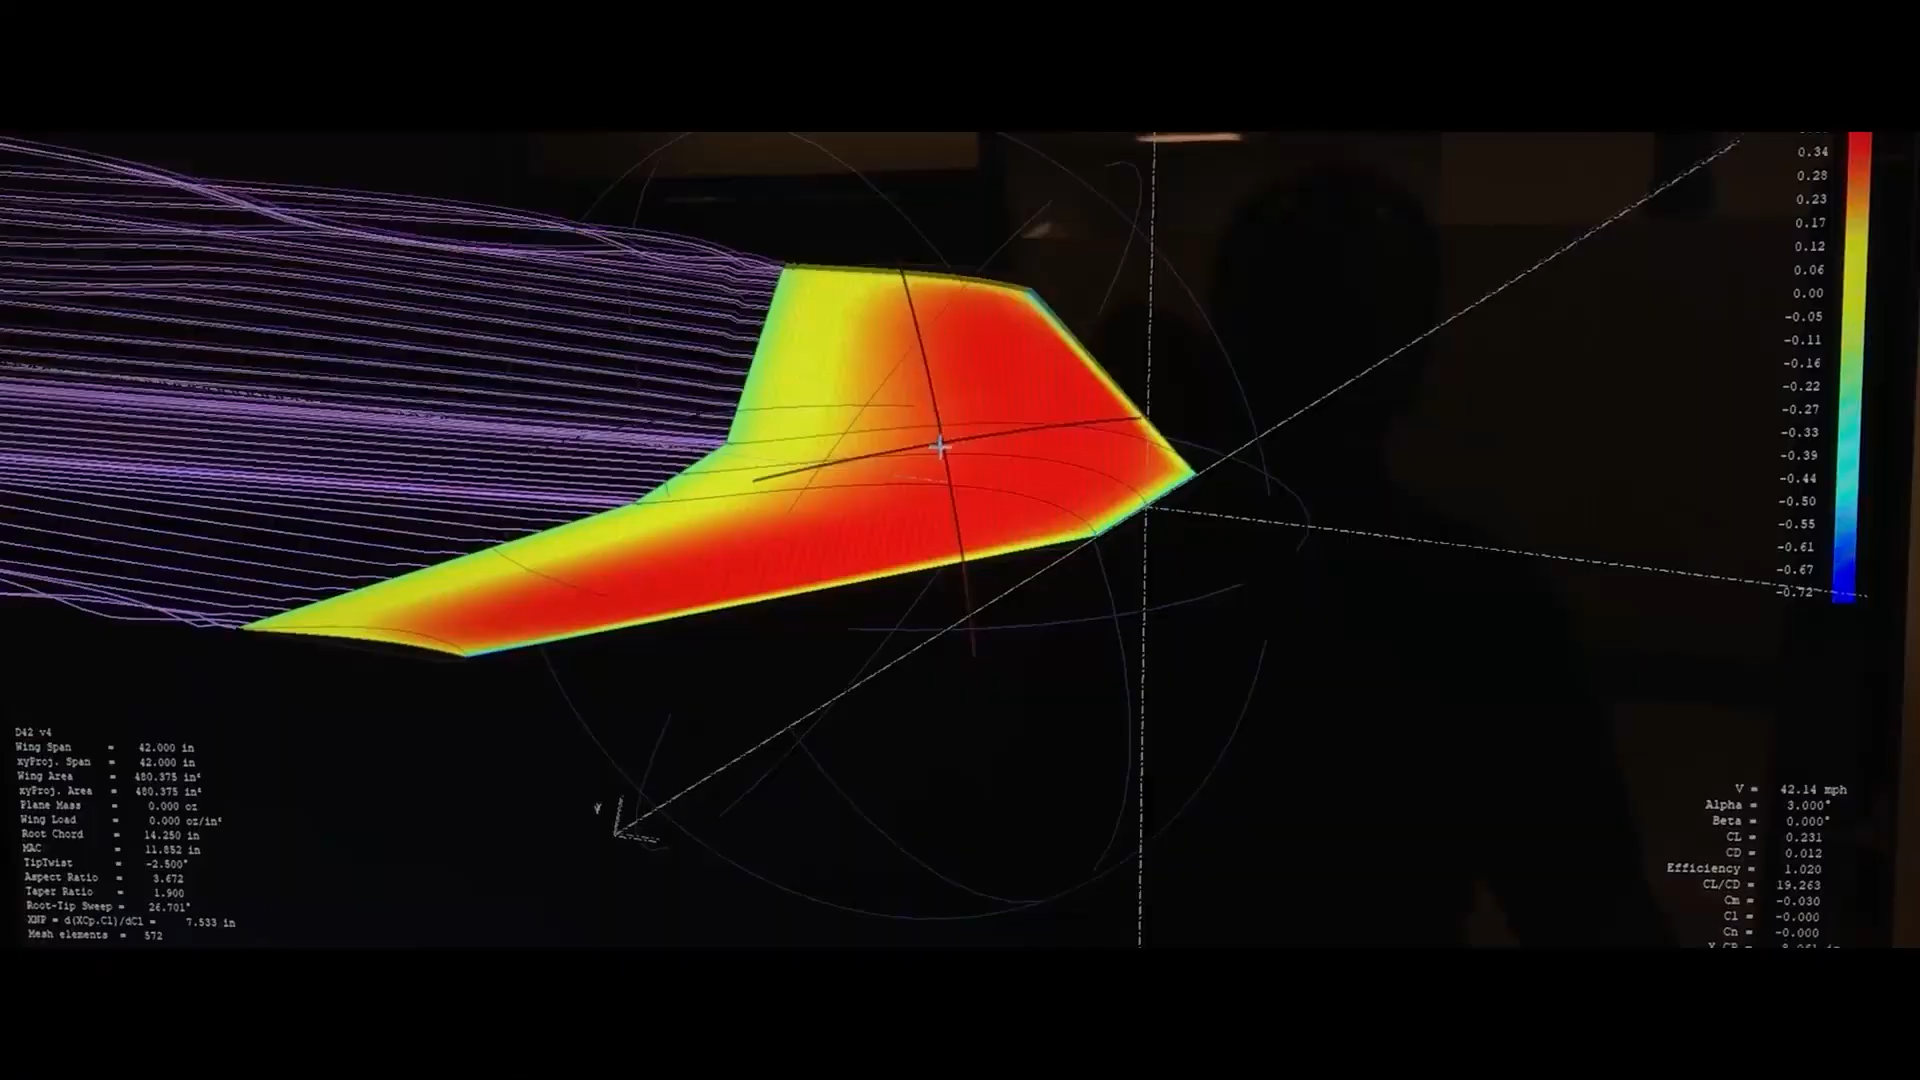 0.34
0.28
0.23
0.17
0.12
0.06
0.00
-0.05
-0.11
-0.16
-0.22
-0.27
-0.33
-0.39
-0.44
-0.50
-0.55
-0.61
-0.67
-0.72
D42 v4
Wing Span = 42.000 in
xyProj. Span = 42.000 in
Wing Area = 480.375 in²
xyProj. Area = 480.375 in²
Plane Mass = 0.000 oz
Wing Load = 0.000 oz/in²
Root Chord = 14.250 in
MAC = 11.852 in
TipTwist = -2.500°
Aspect Ratio = 3.672
Taper Ratio = 1.900
Root-Tip Sweep = 26.701°
XNP = d(XCp.Cl)/dCl = 7.533 in
Mesh elements = 572
V = 42.14 mph
Alpha = 3.000°
Beta = 0.000°
CL = 0.231
CD = 0.012
Efficiency = 1.020
CL/CD = 19.263
Cm = -0.030
Cl = -0.000
Cn = -0.000